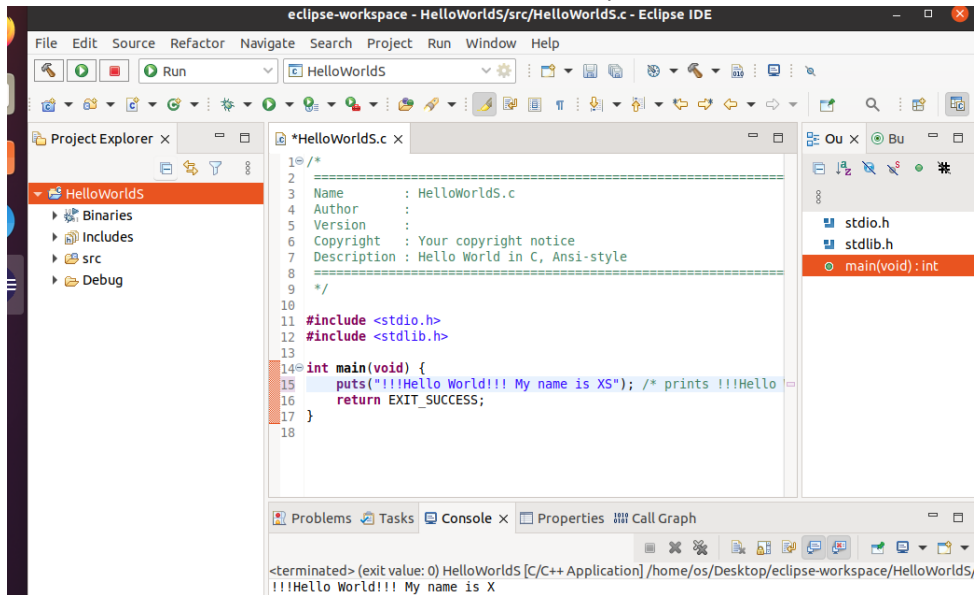 eclipse-workspace - HelloWorldS/src/HelloWorldS.c - Eclipse IDE
File Edit Source Refactor Navigate Search Project Run Window Help
Run HelloWorldS
Project Explorer
*HelloWorldS.c
Ou Bu
HelloWorldS
Binaries
Includes
src
Debug
1 /*
2 ==============================================================
3 Name : HelloWorldS.c
4 Author :
5 Version :
6 Copyright : Your copyright notice
7 Description : Hello World in C, Ansi-style
8 ==============================================================
9 */
10
11 #include <stdio.h>
12 #include <stdlib.h>
13
14 int main(void) {
15 puts("!!!Hello World!!! My name is XS"); /* prints !!!Hello
16 return EXIT_SUCCESS;
17 }
18
stdio.h
stdlib.h
main(void) : int
Problems Tasks Console Properties Call Graph
<terminated> (exit value: 0) HelloWorldS [C/C++ Application] /home/os/Desktop/eclipse-workspace/HelloWorldS/
!!!Hello World!!! My name is X